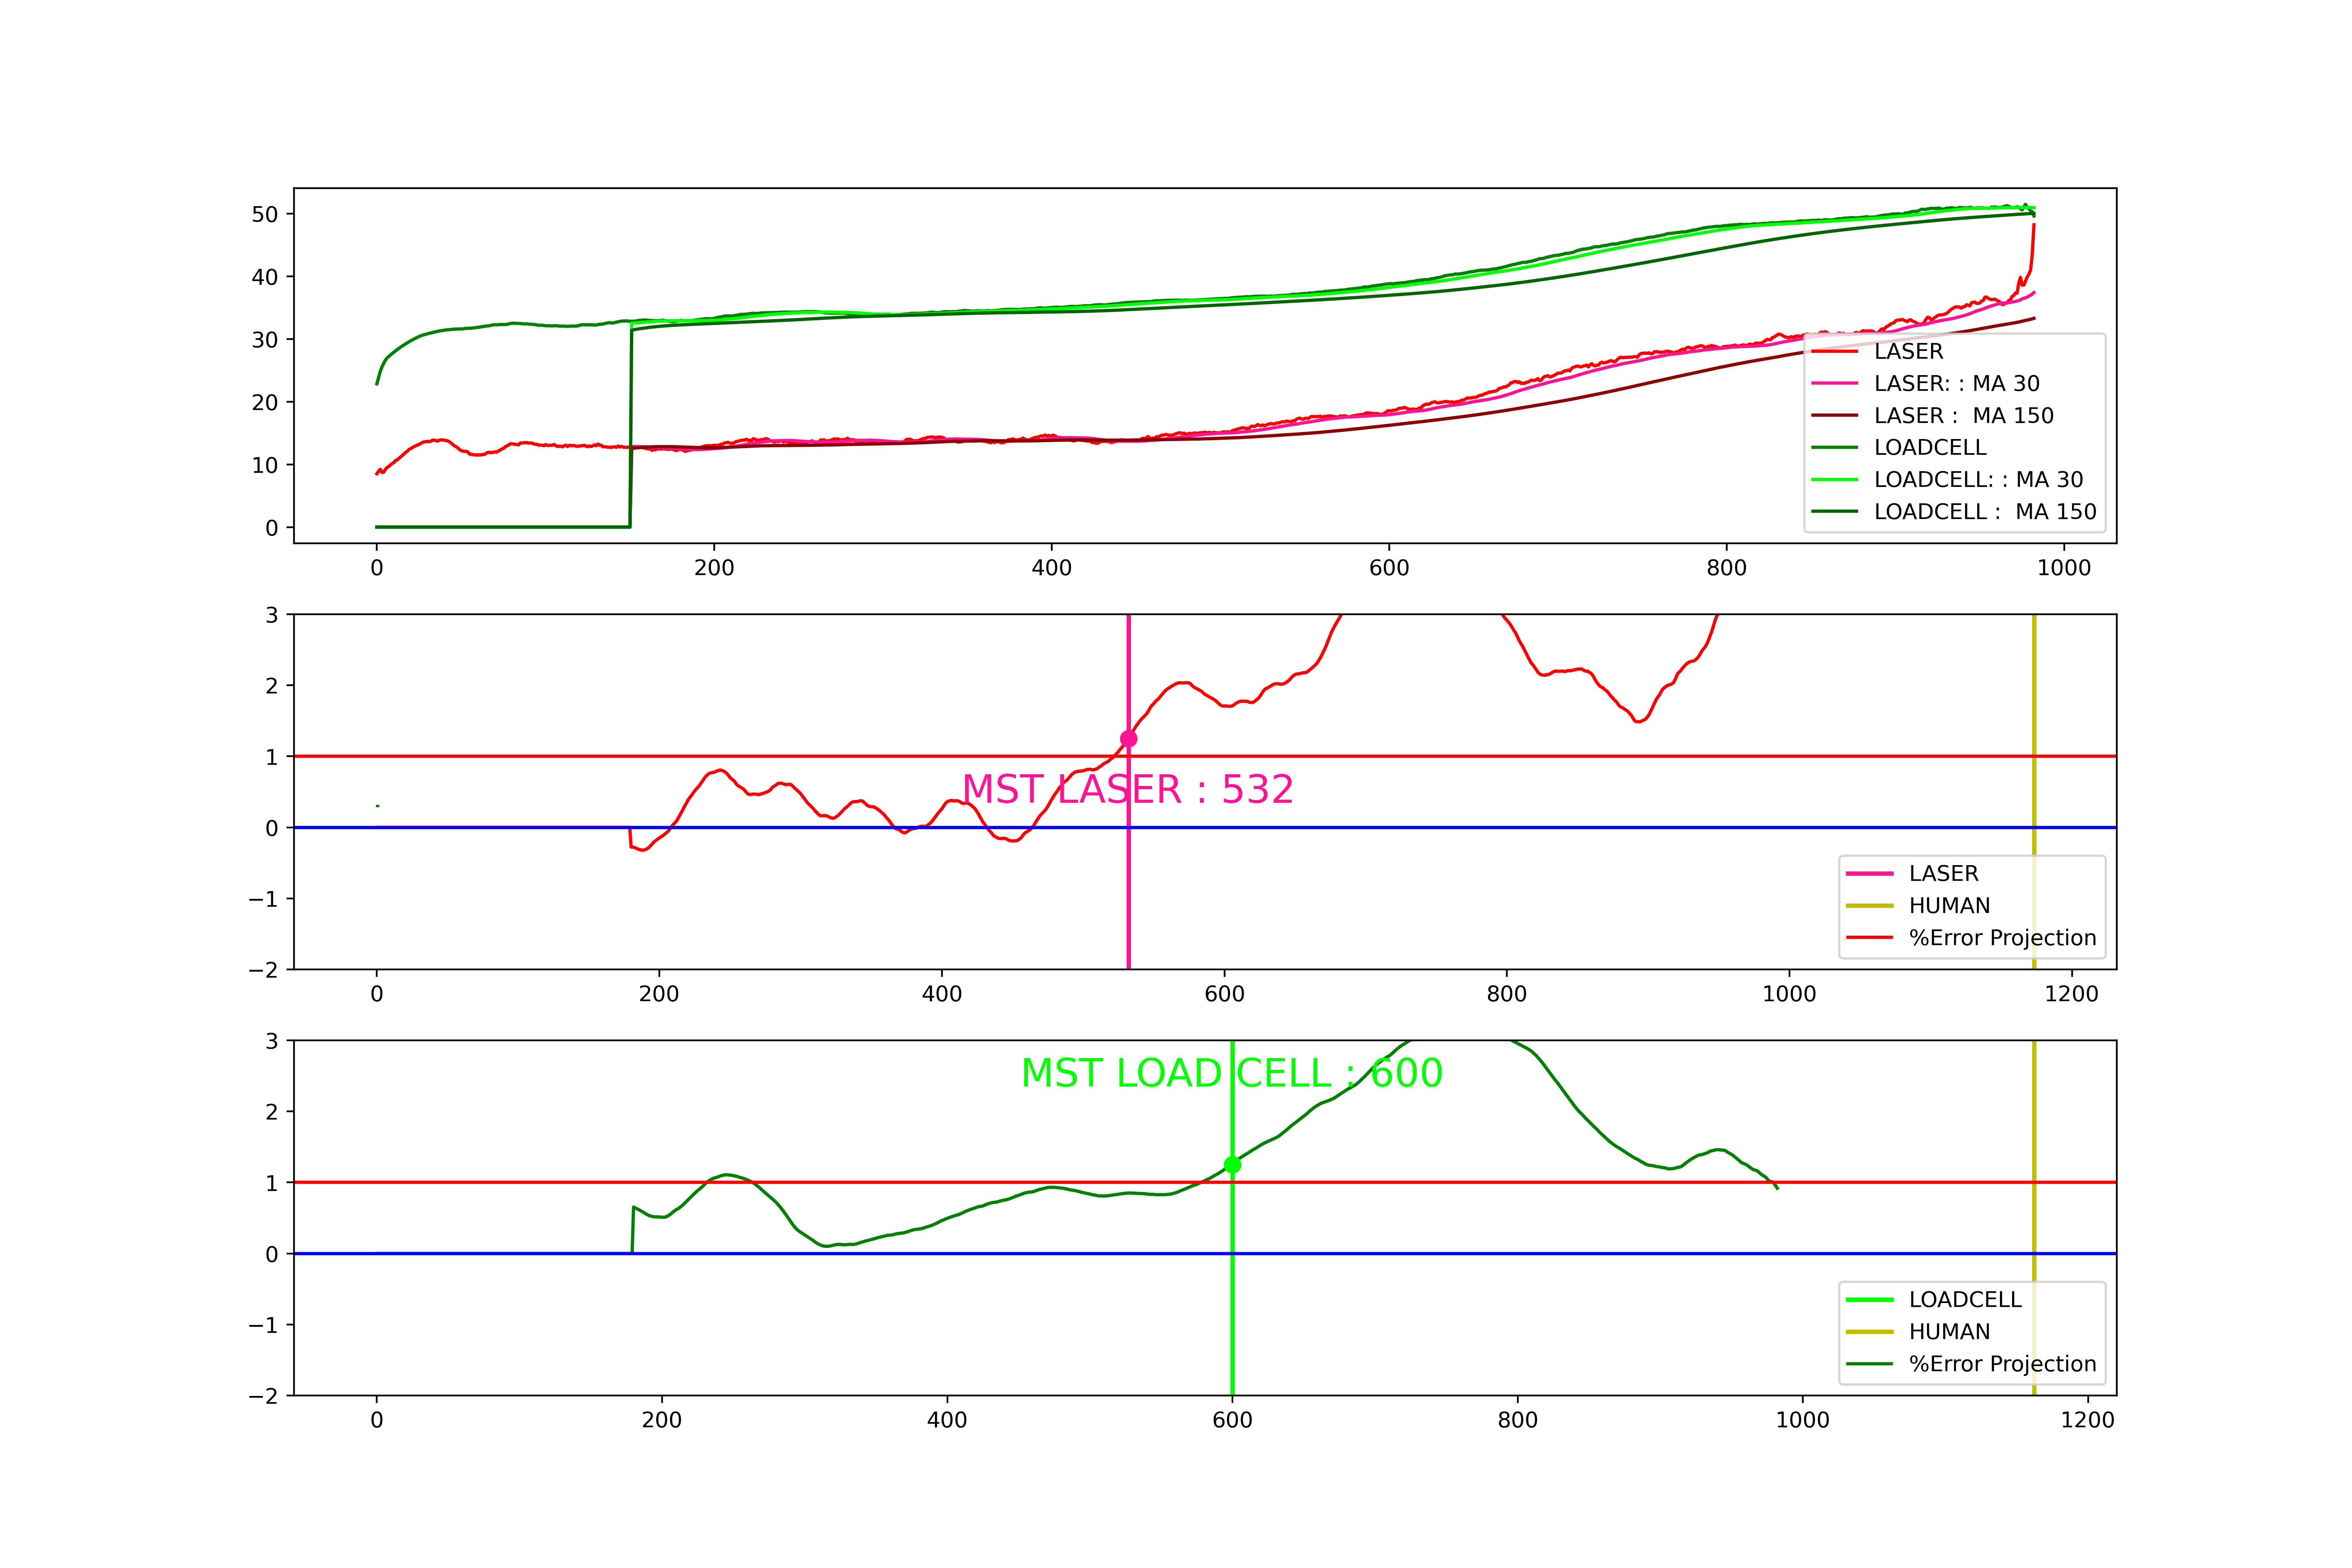 50
40
30
20
10
0
0 200 400 600 800 1000
LASER
LASER: : MA 30
LASER :  MA 150
LOADCELL
LOADCELL: : MA 30
LOADCELL :  MA 150
3
2
1
0
−1
−2
0 200 400 600 800 1000 1200
MST LASER : 532
LASER
HUMAN
%Error Projection
3
2
1
0
−1
−2
0 200 400 600 800 1000 1200
MST LOAD CELL : 600
LOADCELL
HUMAN
%Error Projection